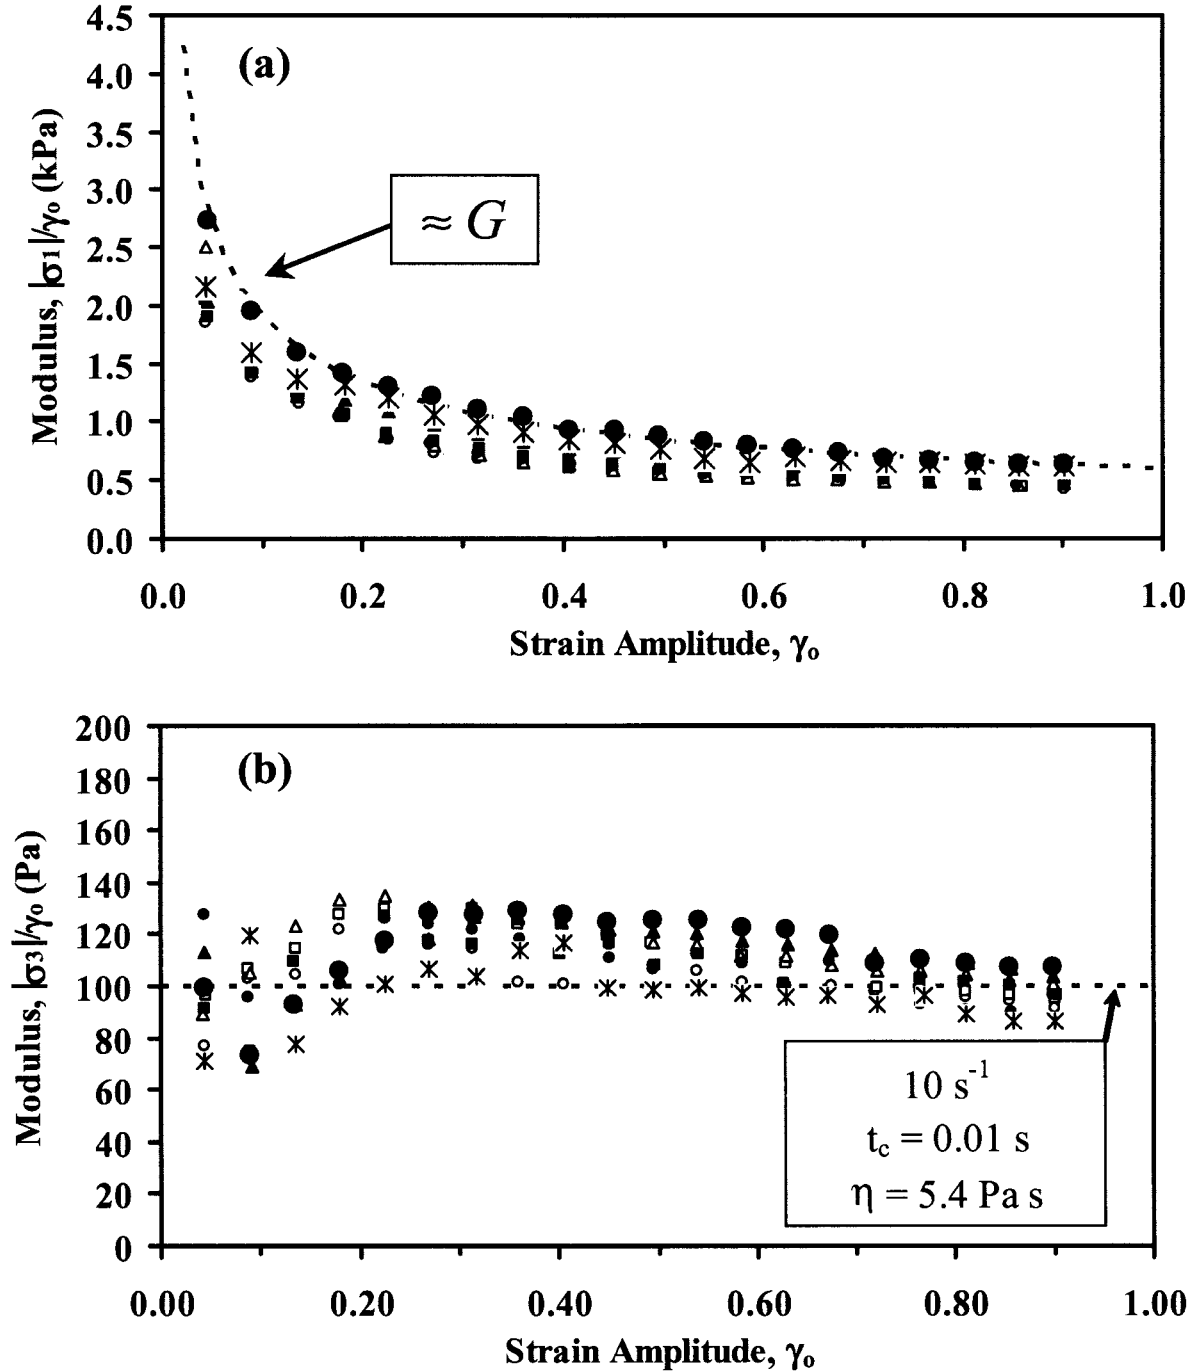 (a)
4.5
4.0
3.5
3.0
2.5
2.0
1.5
1.0
0.5
0.0
Modulus, |σ1|/γo (kPa)
≈ G
0.0 0.2 0.4 0.6 0.8 1.0
Strain Amplitude, γo
(b)
200
180
160
140
120
100
80
60
40
20
0
Modulus, |σ3|/γo (Pa)
10 s-1
tc = 0.01 s
η = 5.4 Pa s
0.00 0.20 0.40 0.60 0.80 1.00
Strain Amplitude, γo